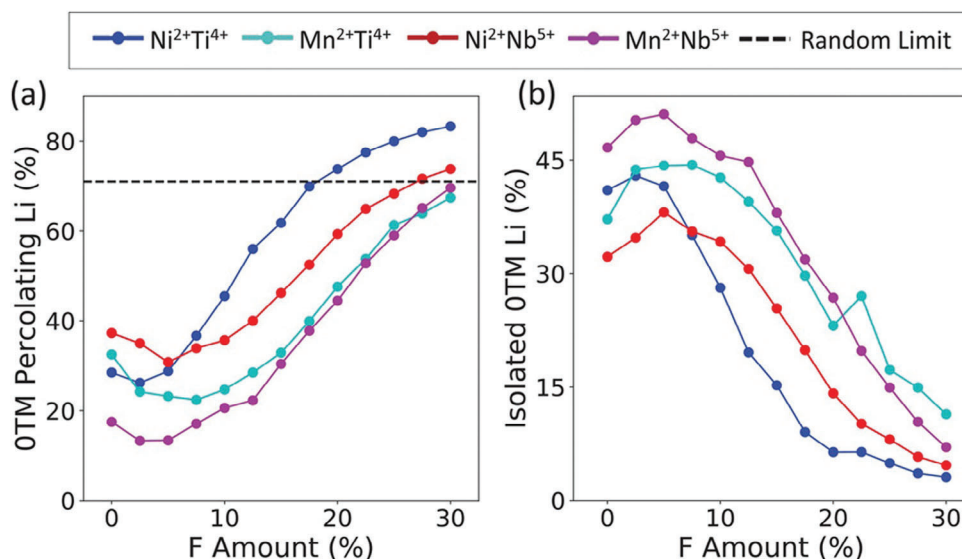 Ni²⁺Ti⁴⁺ Mn²⁺Ti⁴⁺ Ni²⁺Nb⁵⁺ Mn²⁺Nb⁵⁺ Random Limit
(a)
0TM Percolating Li (%)
80
60
40
20
0
0 10 20 30
F Amount (%)
(b)
Isolated 0TM Li (%)
45
30
15
0
0 10 20 30
F Amount (%)